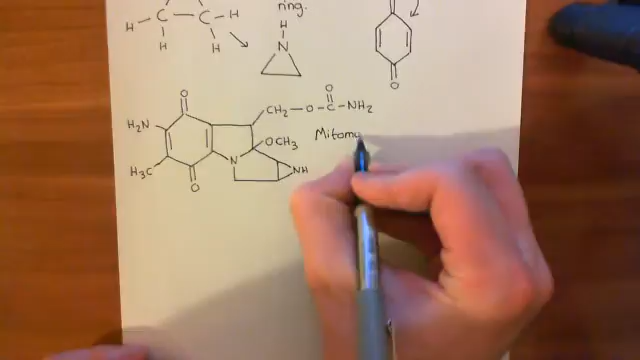 ring.
H
H C C H
H H
N
O
O
CH₂ O C NH₂
O
H₂N
OCH₃
Mitomy
N
NH
H₃C
O
O